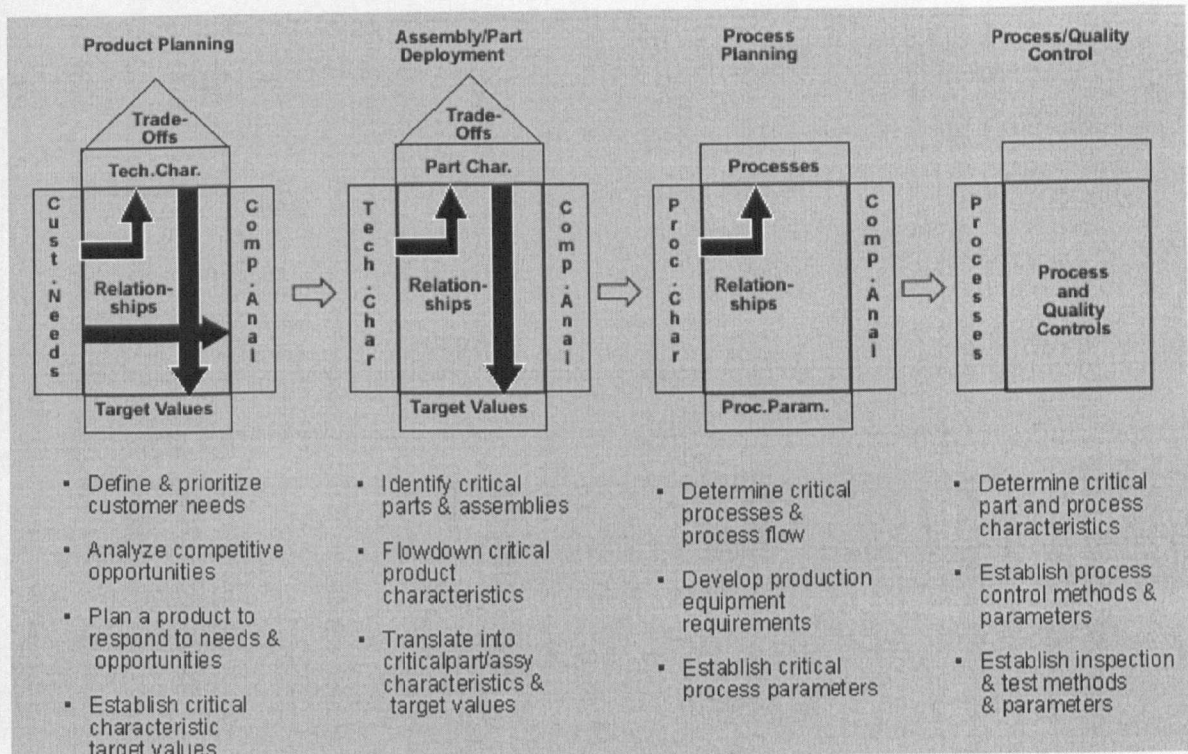 Product Planning
Assembly/Part
Deployment
Process
Planning
Process/Quality
Control
Trade-
Offs
Tech.Char.
Cust.Needs
Relation-
ships
Comp.Anal
Target Values
Trade-
Offs
Part Char.
Tech.Char
Relation-
ships
Comp.Anal
Target Values
Processes
Proc.Char
Relation-
ships
Comp.Anal
Proc.Param.
Processes
Process
and
Quality
Controls
▪ Define & prioritize
customer needs
▪ Analyze competitive
opportunities
▪ Plan a product to
respond to needs &
opportunities
▪ Establish critical
characteristic
target values
▪ Identify critical
parts & assemblies
▪ Flowdown critical
product
characteristics
▪ Translate into
criticalpart/assy
characteristics &
target values
▪ Determine critical
processes &
process flow
▪ Develop production
equipment
requirements
▪ Establish critical
process parameters
▪ Determine critical
part and process
characteristics
▪ Establish process
control methods &
parameters
▪ Establish inspection
& test methods
& parameters